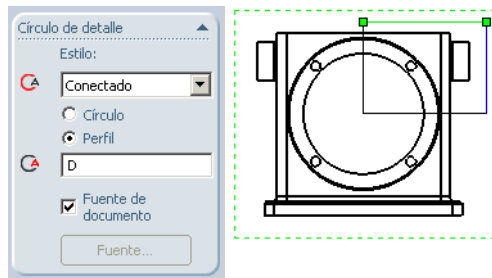 Círculo de detalle
Estilo:
Conectado
Círculo
Perfil
D
Fuente de
documento
Fuente...